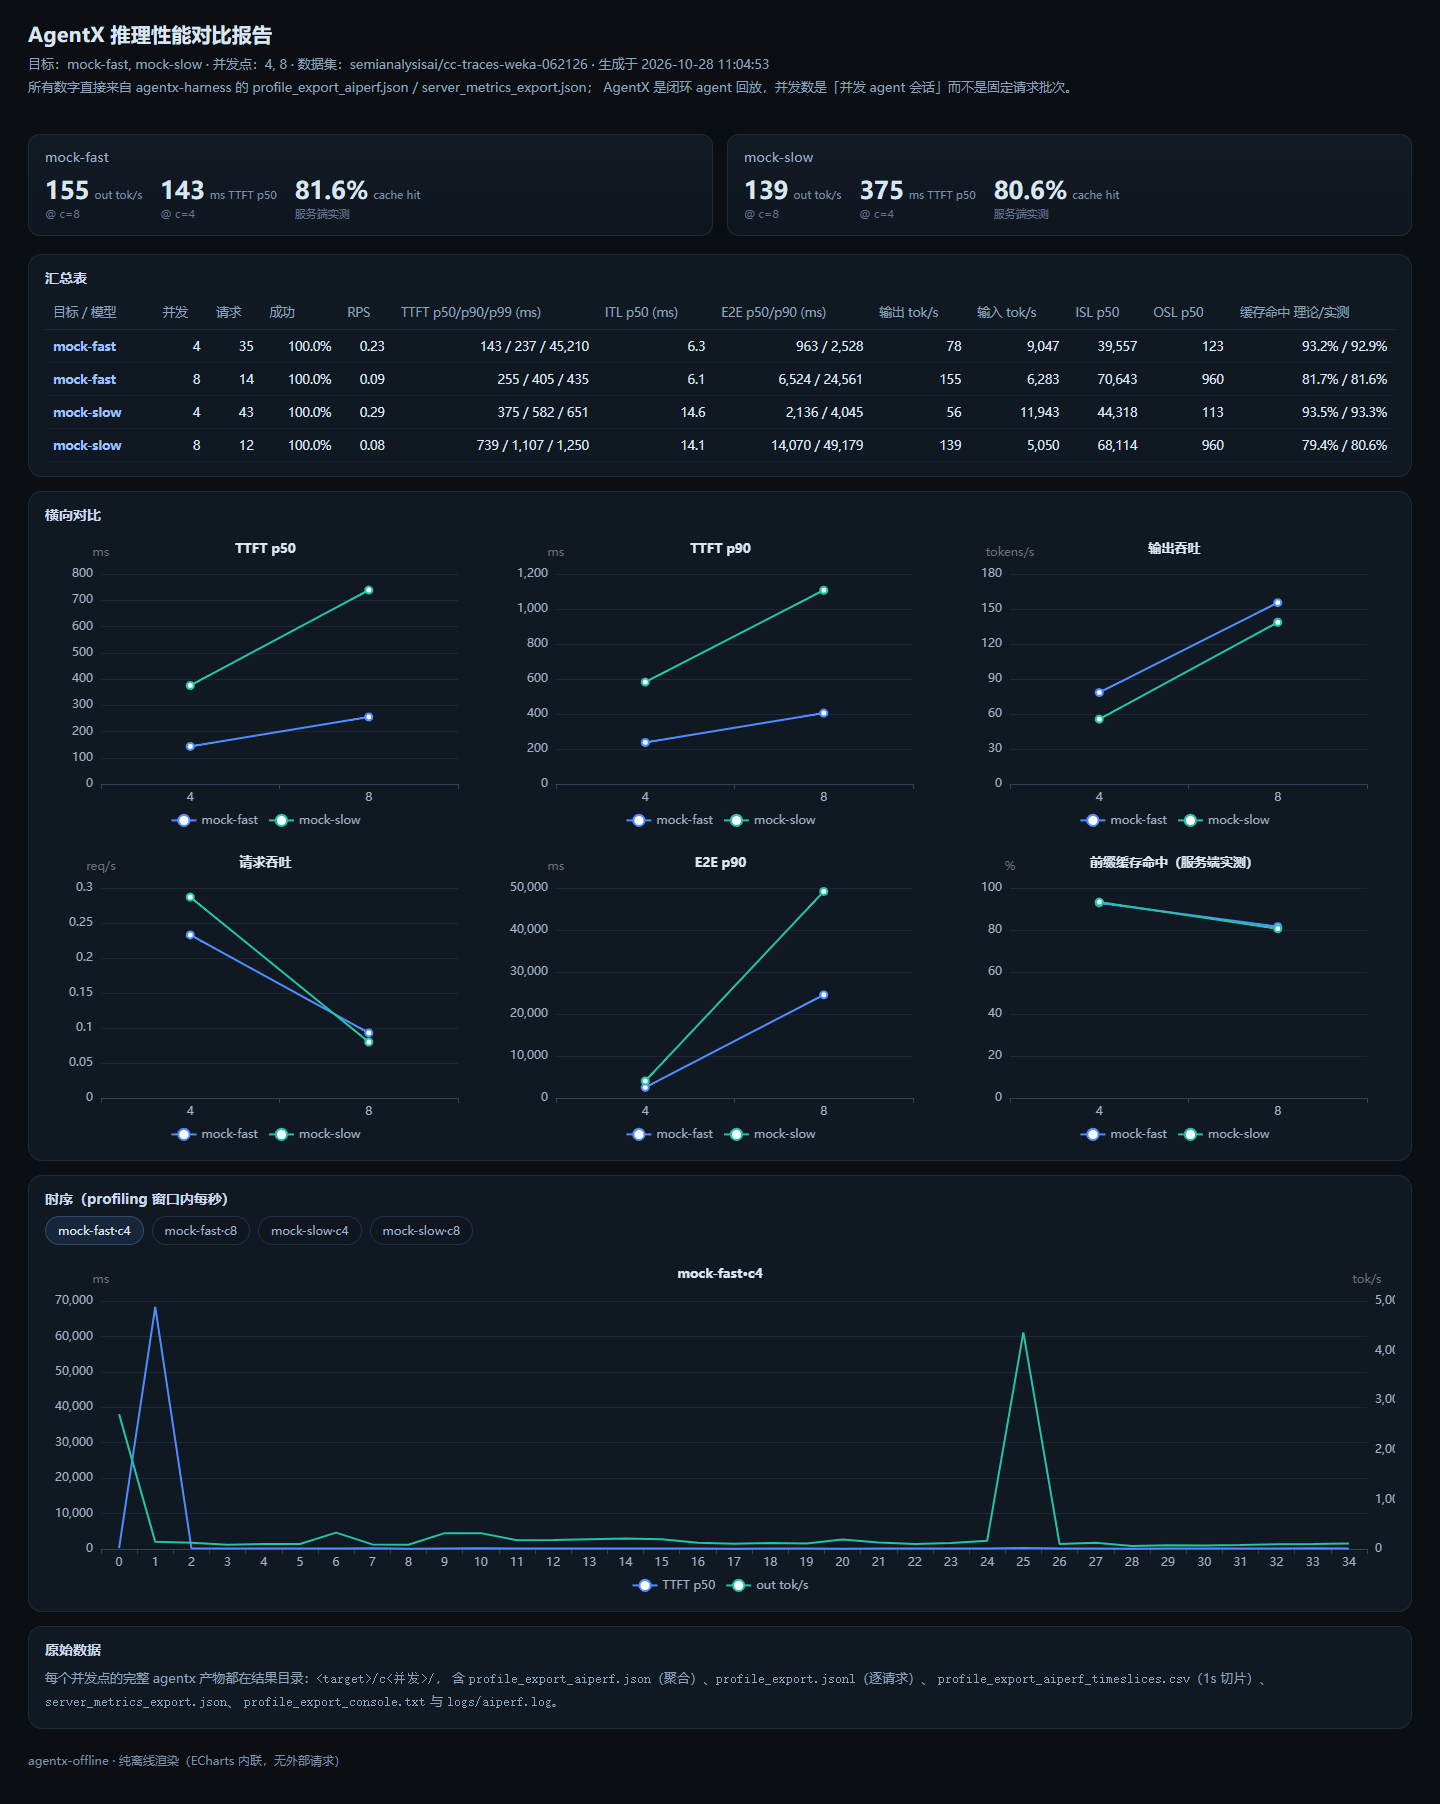 AgentX 推理性能对比报告
目标：mock-fast, mock-slow · 并发点：4, 8 · 数据集：semianalysisai/cc-traces-weka-062126 · 生成于 2026-10-28 11:04:53
所有数字直接来自 agentx-harness 的 profile_export_aiperf.json / server_metrics_export.json； AgentX 是闭环 agent 回放，并发数是「并发 agent 会话」而不是固定请求批次。
mock-fast
155 out tok/s 143 ms TTFT p50 81.6% cache hit
@ c=8 @ c=4 服务端实测
mock-slow
139 out tok/s 375 ms TTFT p50 80.6% cache hit
@ c=8 @ c=4 服务端实测
汇总表
目标 / 模型 并发 请求 成功 RPS TTFT p50/p90/p99 (ms) ITL p50 (ms) E2E p50/p90 (ms) 输出 tok/s 输入 tok/s ISL p50 OSL p50 缓存命中 理论/实测
mock-fast 4 35 100.0% 0.23 143 / 237 / 45,210 6.3 963 / 2,528 78 9,047 39,557 123 93.2% / 92.9%
mock-fast 8 14 100.0% 0.09 255 / 405 / 435 6.1 6,524 / 24,561 155 6,283 70,643 960 81.7% / 81.6%
mock-slow 4 43 100.0% 0.29 375 / 582 / 651 14.6 2,136 / 4,045 56 11,943 44,318 113 93.5% / 93.3%
mock-slow 8 12 100.0% 0.08 739 / 1,107 / 1,250 14.1 14,070 / 49,179 139 5,050 68,114 960 79.4% / 80.6%
横向对比
TTFT p50
ms
800
700
600
500
400
300
200
100
0
4 8
mock-fast mock-slow
TTFT p90
ms
1,200
1,000
800
600
400
200
0
4 8
mock-fast mock-slow
输出吞吐
tokens/s
180
150
120
90
60
30
0
4 8
mock-fast mock-slow
请求吞吐
req/s
0.3
0.25
0.2
0.15
0.1
0.05
0
4 8
mock-fast mock-slow
E2E p90
ms
50,000
40,000
30,000
20,000
10,000
0
4 8
mock-fast mock-slow
前缀缓存命中（服务端实测）
%
100
80
60
40
20
0
4 8
mock-fast mock-slow
时序（profiling 窗口内每秒）
mock-fast·c4 mock-fast·c8 mock-slow·c4 mock-slow·c8
mock-fast·c4
ms
70,000
60,000
50,000
40,000
30,000
20,000
10,000
0
tok/s
5,00
4,00
3,00
2,00
1,00
0
0 1 2 3 4 5 6 7 8 9 10 11 12 13 14 15 16 17 18 19 20 21 22 23 24 25 26 27 28 29 30 31 32 33 34
TTFT p50 out tok/s
原始数据
每个并发点的完整 agentx 产物都在结果目录：<target>/c<并发>/， 含 profile_export_aiperf.json（聚合）、profile_export.jsonl（逐请求）、 profile_export_aiperf_timeslices.csv（1s 切片）、
server_metrics_export.json、 profile_export_console.txt 与 logs/aiperf.log。
agentx-offline · 纯离线渲染（ECharts 内联，无外部请求）